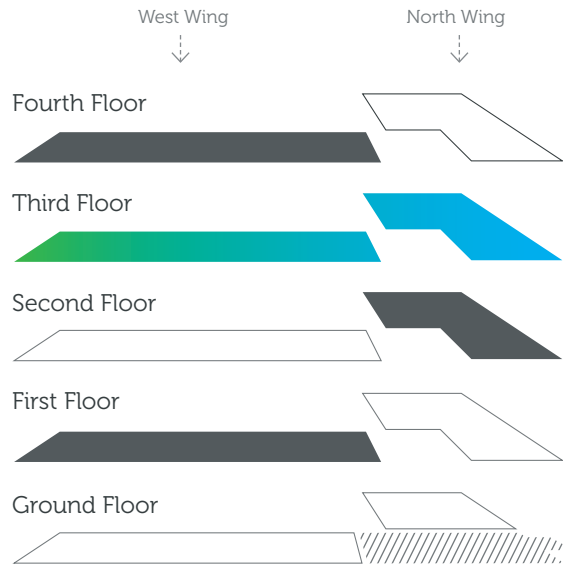 West Wing
North Wing
Fourth Floor
Third Floor
Second Floor
First Floor
Ground Floor